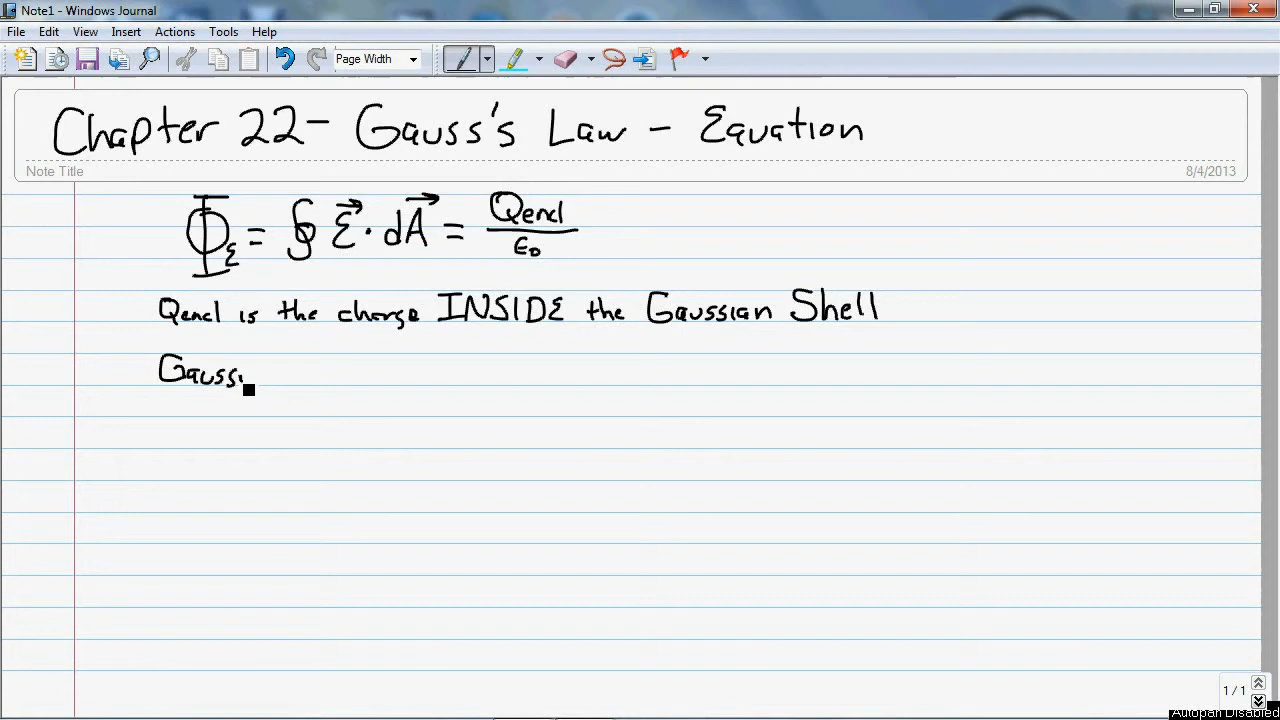 Note1 - Windows Journal
File Edit View Insert Actions Tools Help
Page Width
Chapter 22 - Gauss's Law - Equation
Note Title 8/4/2013
Φ_E = ∮ E⃗ · dA⃗ = Qencl / ε₀
Qencl is the charge INSIDE the Gaussian Shell
Gaussi
1 / 1
Autopan Disabled